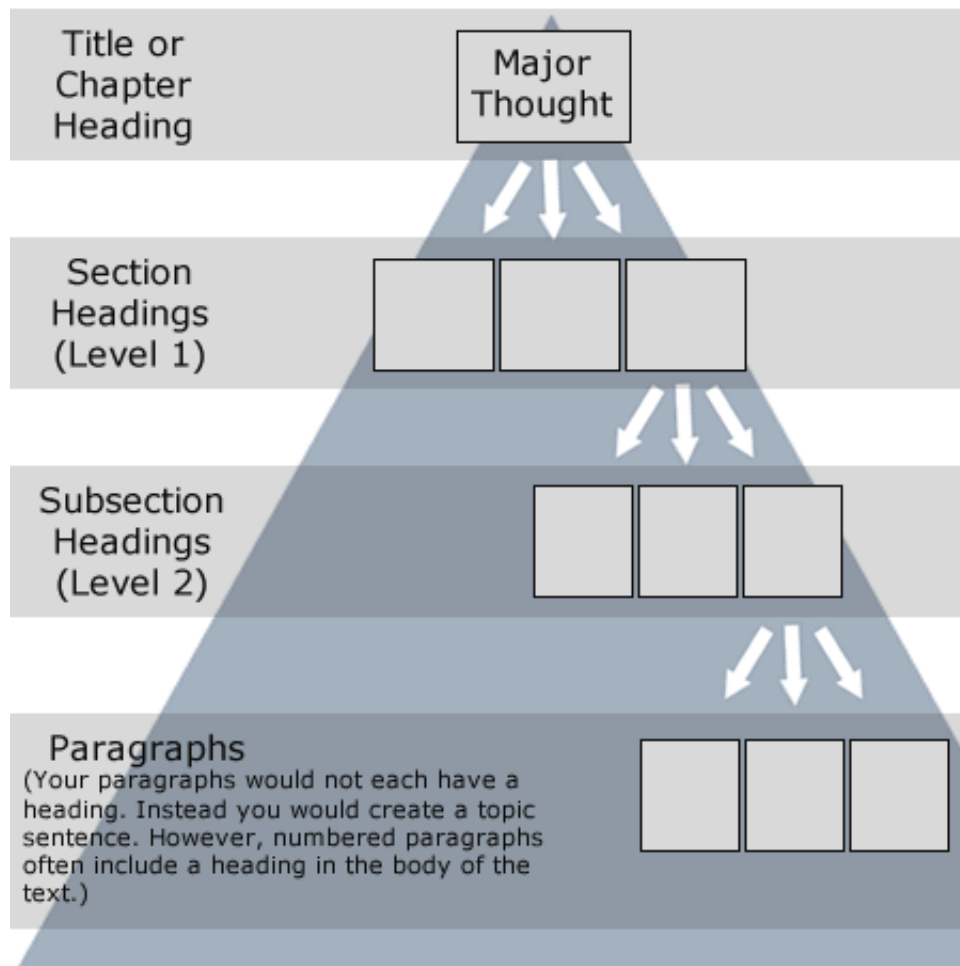 Title or
Chapter
Heading
Major
Thought
Section
Headings
(Level 1)
Subsection
Headings
(Level 2)
Paragraphs
(Your paragraphs would not each have a
heading. Instead you would create a topic
sentence. However, numbered paragraphs
often include a heading in the body of the
text.)